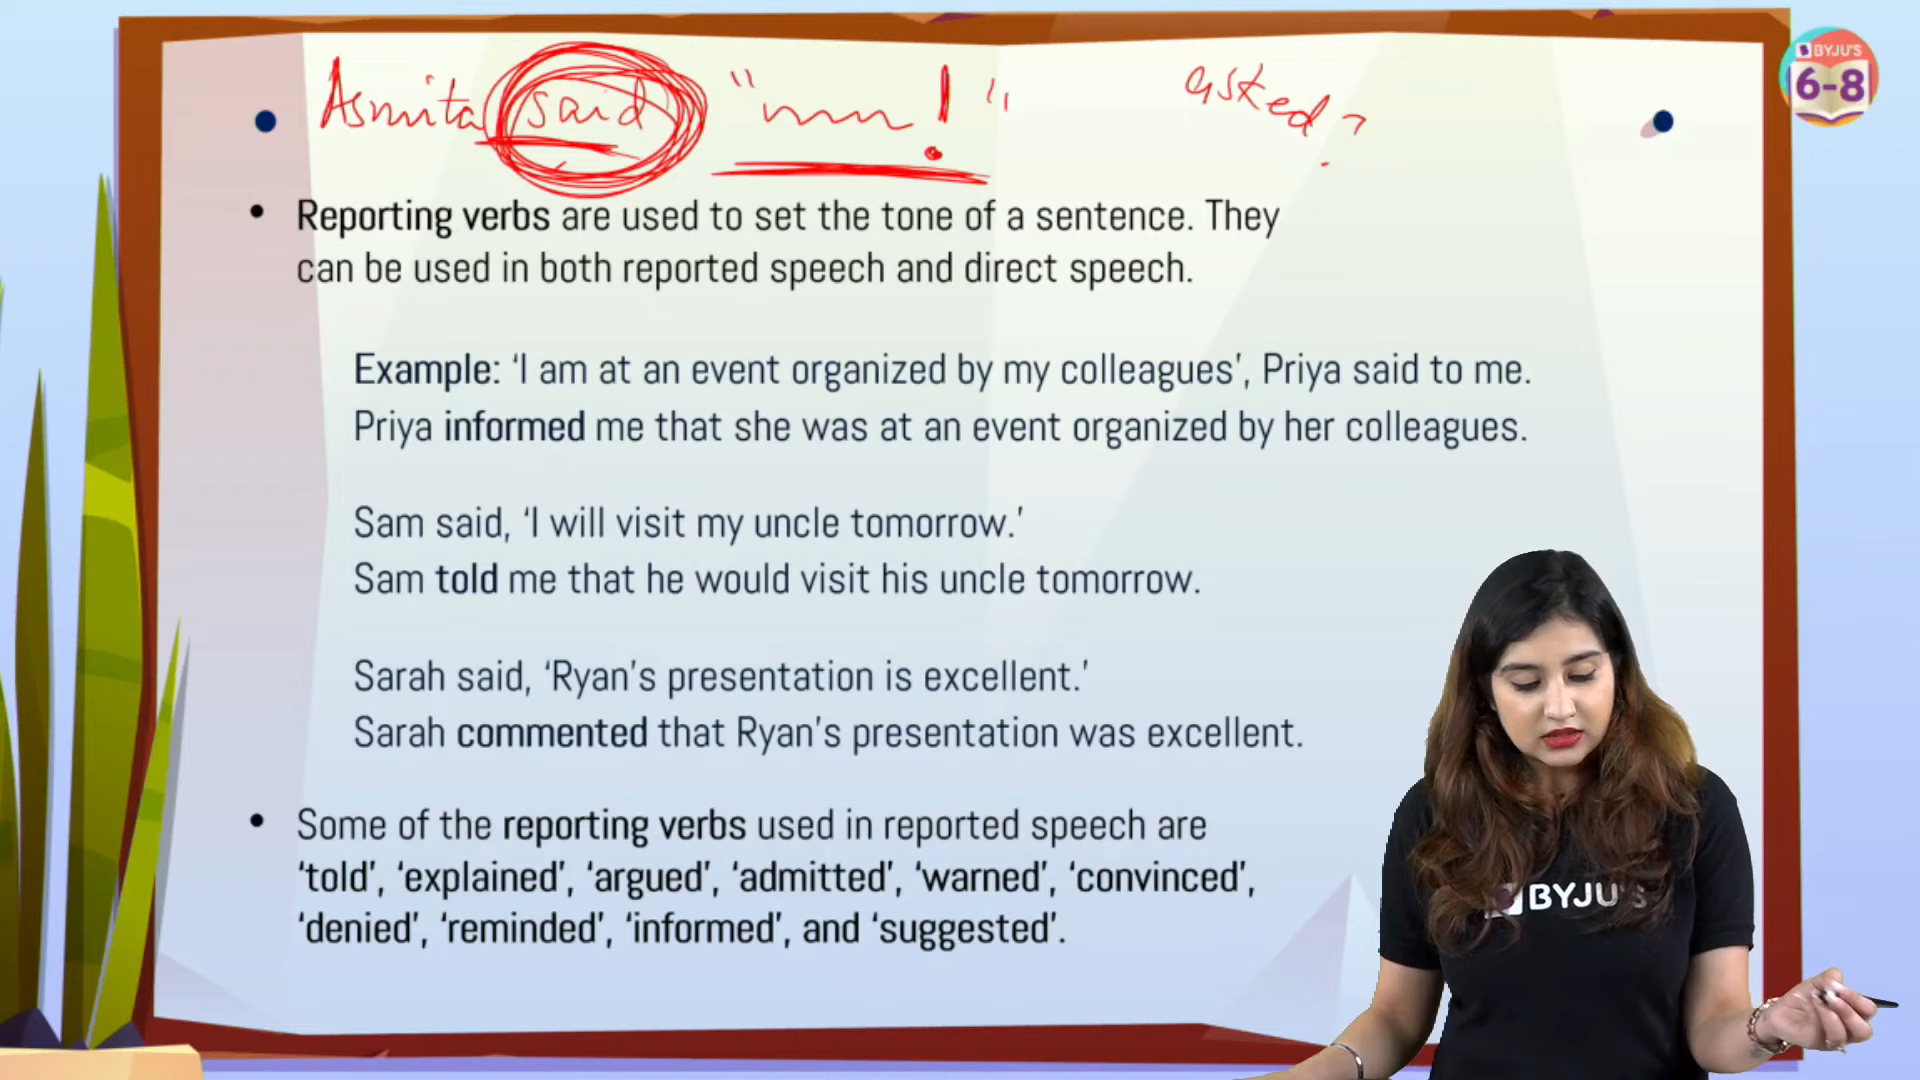 Asmita said " ! " asked ?
BYJU'S
6-8
• Reporting verbs are used to set the tone of a sentence. They
can be used in both reported speech and direct speech.
Example: ‘I am at an event organized by my colleagues’, Priya said to me.
Priya informed me that she was at an event organized by her colleagues.
Sam said, ‘I will visit my uncle tomorrow.’
Sam told me that he would visit his uncle tomorrow.
Sarah said, ‘Ryan’s presentation is excellent.’
Sarah commented that Ryan’s presentation was excellent.
• Some of the reporting verbs used in reported speech are
‘told’, ‘explained’, ‘argued’, ‘admitted’, ‘warned’, ‘convinced’,
‘denied’, ‘reminded’, ‘informed’, and ‘suggested’.
BYJU'S